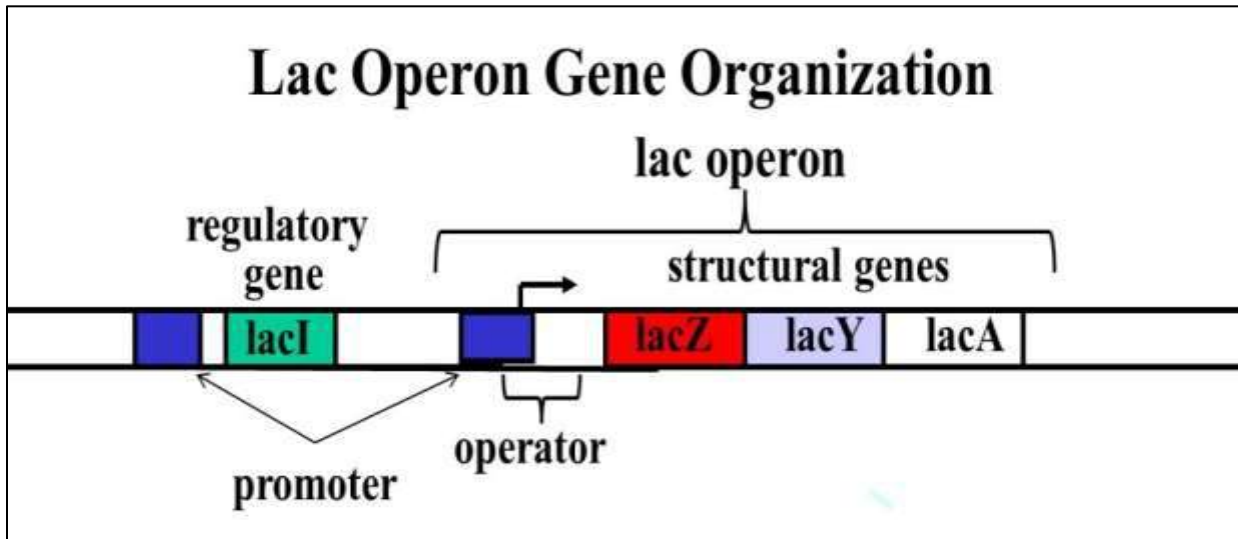 Lac Operon Gene Organization
lac operon
regulatory
gene
structural genes
lacI
lacZ
lacY
lacA
operator
promoter